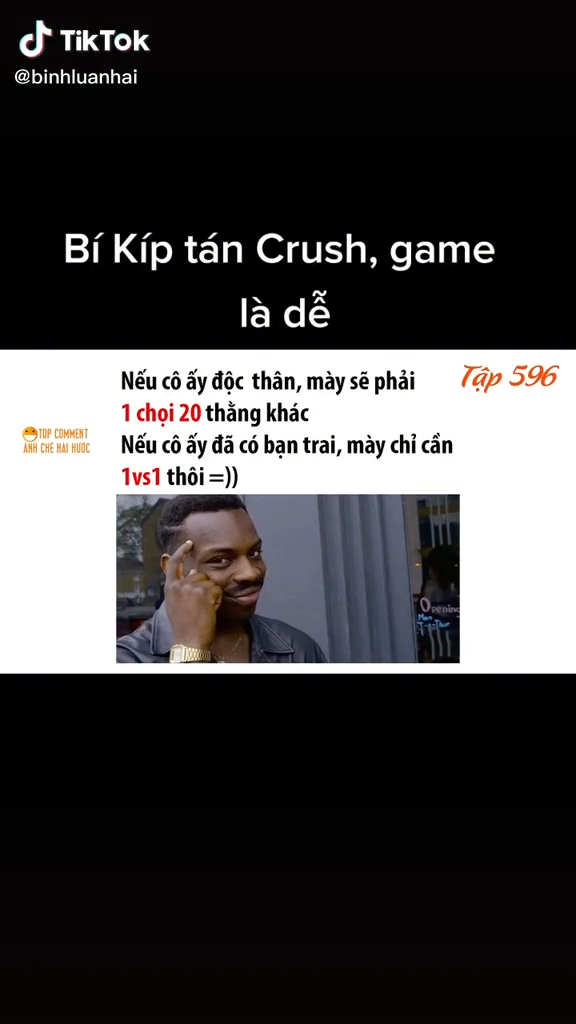 TikTok
@binhluanhai
Bí Kíp tán Crush, game
là dễ
Nếu cô ấy độc thân, mày sẽ phải
Tập 596
1 chọi 20 thằng khác
TOP COMMENT
ẢNH CHẾ HÀI HƯỚC
Nếu cô ấy đã có bạn trai, mày chỉ cần
1vs1 thôi =))
Opening
Mon